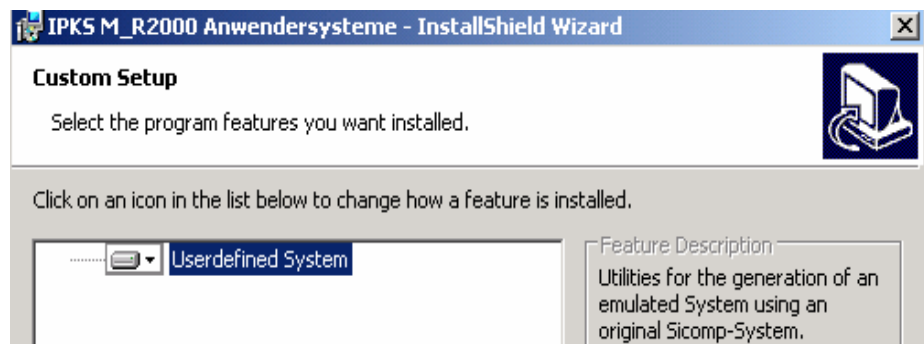 IPKS M_R2000 Anwendersysteme - InstallShield Wizard
Custom Setup
Select the program features you want installed.
Click on an icon in the list below to change how a feature is installed.
Userdefined System
Feature Description
Utilities for the generation of an
emulated System using an
original Sicomp-System.